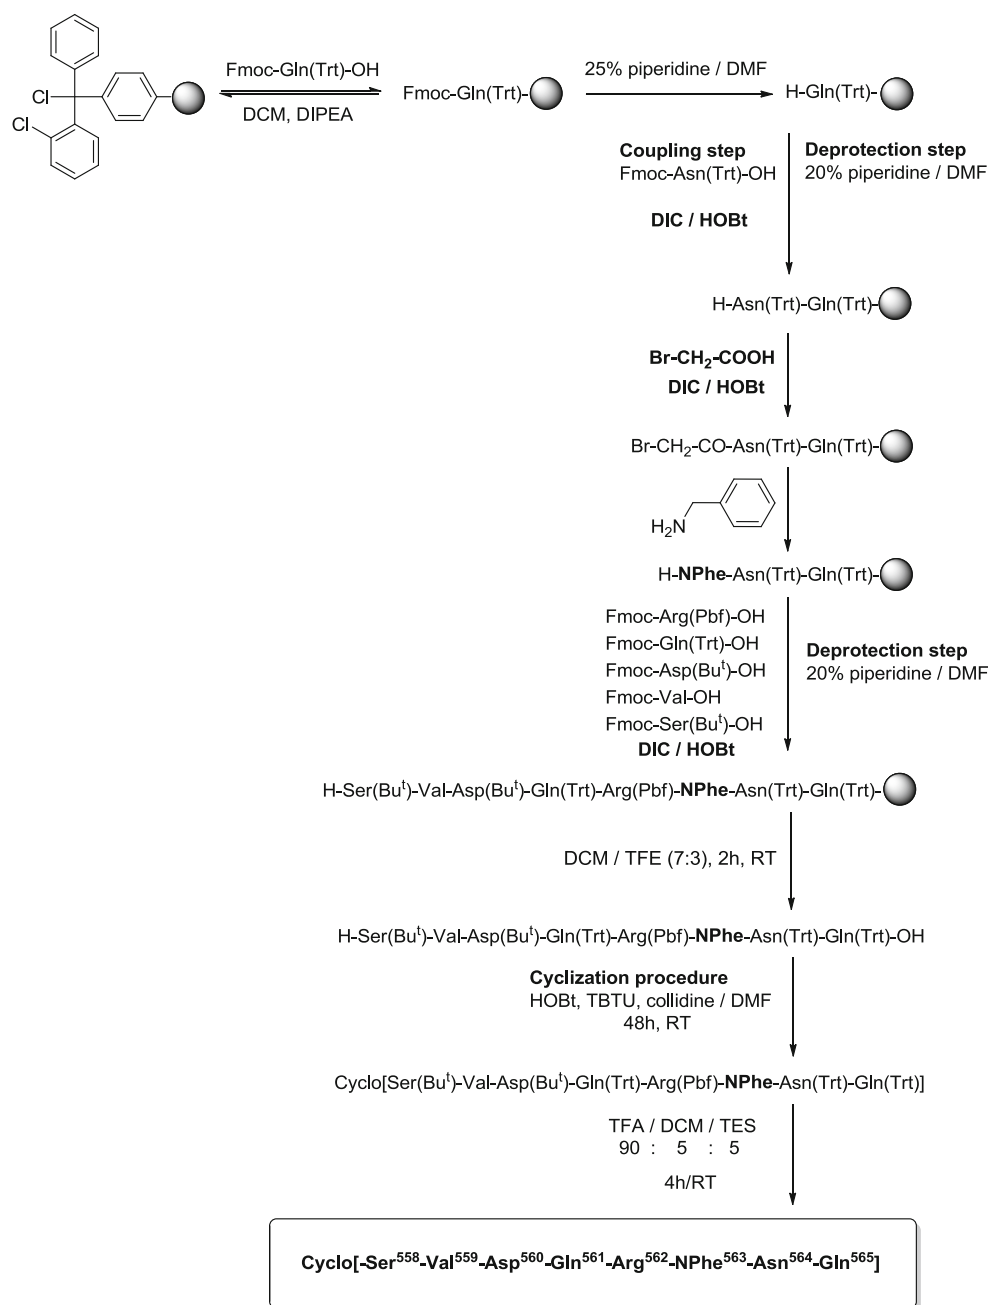 Cl
Cl
Fmoc-Gln(Trt)-OH
DCM, DIPEA
Fmoc-Gln(Trt)-
25% piperidine / DMF
H-Gln(Trt)-
Coupling step
Fmoc-Asn(Trt)-OH
DIC / HOBt
Deprotection step
20% piperidine / DMF
H-Asn(Trt)-Gln(Trt)-
Br-CH₂-COOH
DIC / HOBt
Br-CH₂-CO-Asn(Trt)-Gln(Trt)-
H₂N
H-NPhe-Asn(Trt)-Gln(Trt)-
Fmoc-Arg(Pbf)-OH
Fmoc-Gln(Trt)-OH
Fmoc-Asp(Buᵗ)-OH
Fmoc-Val-OH
Fmoc-Ser(Buᵗ)-OH
DIC / HOBt
Deprotection step
20% piperidine / DMF
H-Ser(Buᵗ)-Val-Asp(Buᵗ)-Gln(Trt)-Arg(Pbf)-NPhe-Asn(Trt)-Gln(Trt)-
DCM / TFE (7:3), 2h, RT
H-Ser(Buᵗ)-Val-Asp(Buᵗ)-Gln(Trt)-Arg(Pbf)-NPhe-Asn(Trt)-Gln(Trt)-OH
Cyclization procedure
HOBt, TBTU, collidine / DMF
48h, RT
Cyclo[Ser(Buᵗ)-Val-Asp(Buᵗ)-Gln(Trt)-Arg(Pbf)-NPhe-Asn(Trt)-Gln(Trt)]
TFA / DCM / TES
90 : 5 : 5
4h/RT
Cyclo[-Ser⁵⁵⁸-Val⁵⁵⁹-Asp⁵⁶⁰-Gln⁵⁶¹-Arg⁵⁶²-NPhe⁵⁶³-Asn⁵⁶⁴-Gln⁵⁶⁵]